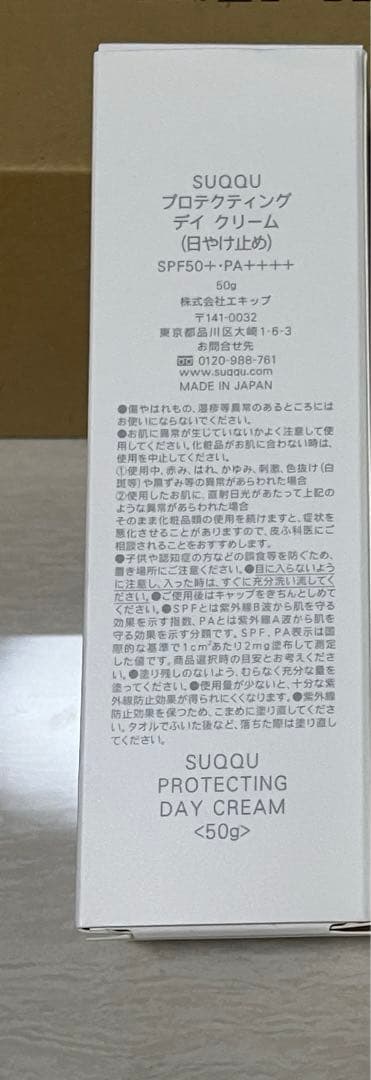 SUQQU
プロテクティング
デイ クリーム
(日やけ止め)
SPF50+・PA++++
50g
株式会社エキップ
〒141-0032
東京都品川区大崎1-6-3
お問合せ先
0120-988-761
www.suqqu.com
MADE IN JAPAN
●傷やはれもの、湿疹等異常のあるところには
お使いにならないでください。
●お肌に異常が生じていないかよく注意して使
用してください。化粧品がお肌に合わない時は、
使用を中止してください。
①使用中、赤み、はれ、かゆみ、刺激、色抜け(白
斑等)や黒ずみ等の異常があらわれた場合
②使用したお肌に、直射日光があたって上記のよ
うな異常があらわれた場合
そのまま化粧品類の使用を続けますと、症状を
悪化させることがありますので、皮ふ科医にご
相談されることをおすすめします。
●子供や認知症の方などの誤食等を防ぐため、
置き場所にご注意ください。●目に入らないよう
に注意し、入った時は、すぐに充分洗い流してく
ださい。●ご使用後はキャップをきちんとしめて
ください。●SPFとは紫外線B波から肌を守る
効果を示す指数、PAとは紫外線A波から肌を
守る効果を示す分類です。SPF、PA表示は国
際的な基準で1cm²あたり2mg塗布して測定
した値です。商品選択時の目安とお考えくださ
い。●塗り残しのないよう、むらなく充分な量を
塗ってください。●使用量が少ないと、十分な紫
外線防止効果が得られにくくなります。●紫外線
防止効果を保つため、こまめに塗り直してくださ
い。タオルでふいた後など、落ちた際は塗り直し
てください。
SUQQU
PROTECTING
DAY CREAM
<50g>